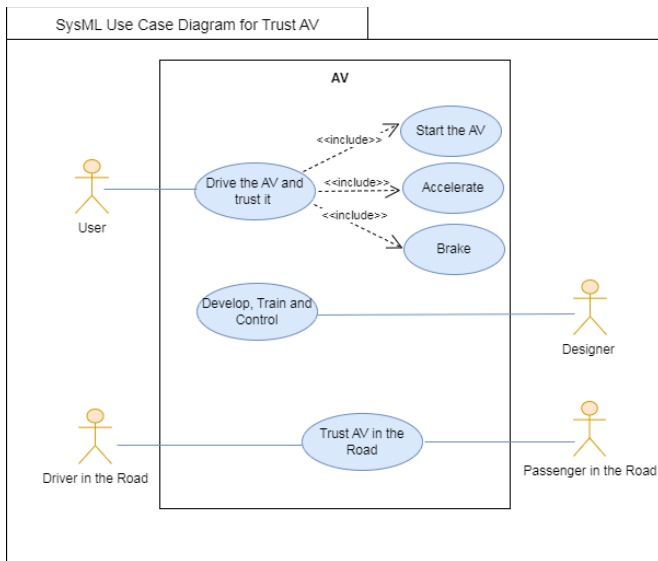 SysML Use Case Diagram for Trust AV
AV
Start the AV
<<include>>
Drive the AV and
trust it
<<include>>
Accelerate
User
<<include>>
Brake
Develop, Train and
Control
Designer
Trust AV in the
Road
Driver in the Road
Passenger in the Road